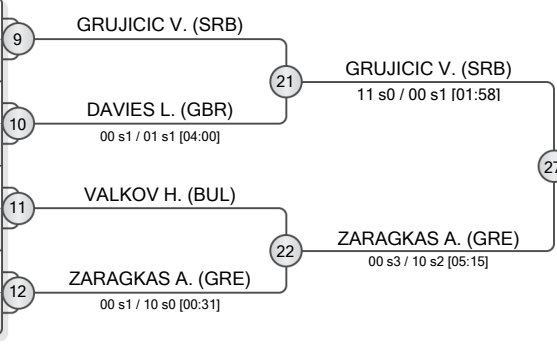 9
GRUJICIC V. (SRB)
21
GRUJICIC V. (SRB)
11 s0 / 00 s1 [01:58]
10
DAVIES L. (GBR)
00 s1 / 01 s1 [04:00]
27
11
VALKOV H. (BUL)
22
ZARAGKAS A. (GRE)
00 s3 / 10 s2 [05:15]
12
ZARAGKAS A. (GRE)
00 s1 / 10 s0 [00:31]